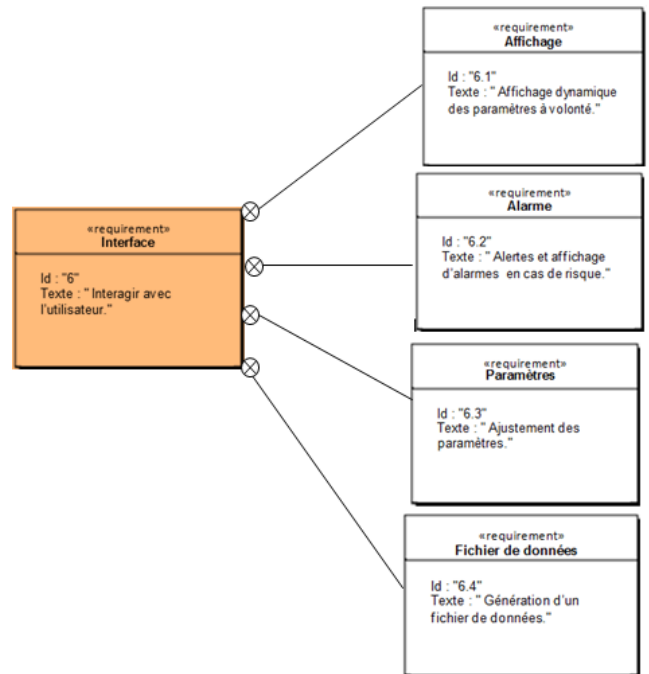 «requirement»
Affichage
Id : "6.1"
Texte : " Affichage dynamique
des paramètres à volonté."
«requirement»
Alarme
Id : "6.2"
Texte : " Alertes et affichage
d'alarmes en cas de risque."
«requirement»
Interface
Id : "6"
Texte : " Interagir avec
l'utilisateur."
«requirement»
Paramètres
Id : "6.3"
Texte : " Ajustement des
paramètres."
«requirement»
Fichier de données
Id : "6.4"
Texte : " Génération d'un
fichier de données."